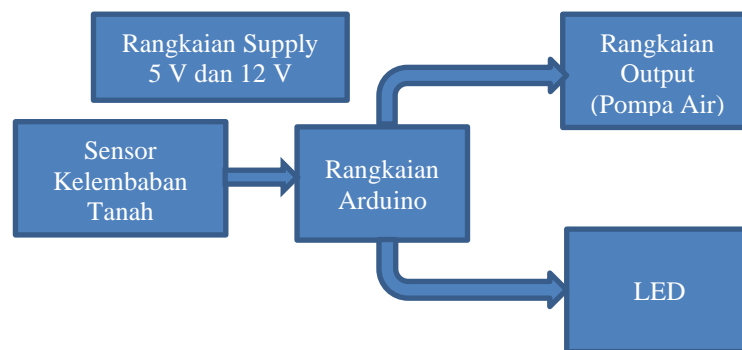 Rangkaian Supply
5 V dan 12 V
Rangkaian
Output
(Pompa Air)
Sensor
Kelembaban
Tanah
Rangkaian
Arduino
LED